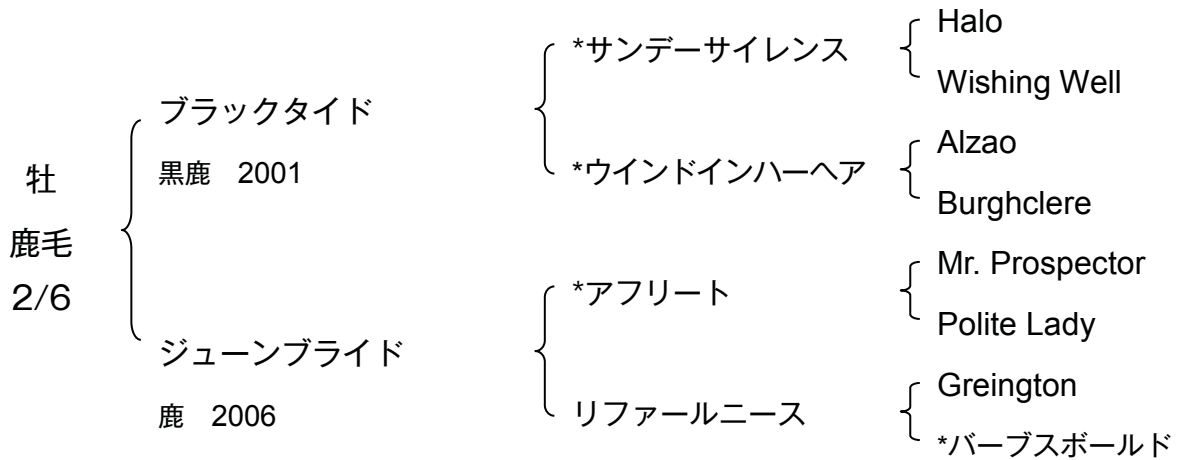 牡
鹿毛
2/6
ブラックタイド
黒鹿　2001
ジューンブライド
鹿　2006
*サンデーサイレンス
*ウインドインハーヘア
*アフリート
リファールニース
Halo
Wishing Well
Alzao
Burghclere
Mr. Prospector
Polite Lady
Greington
*バーブスボールド